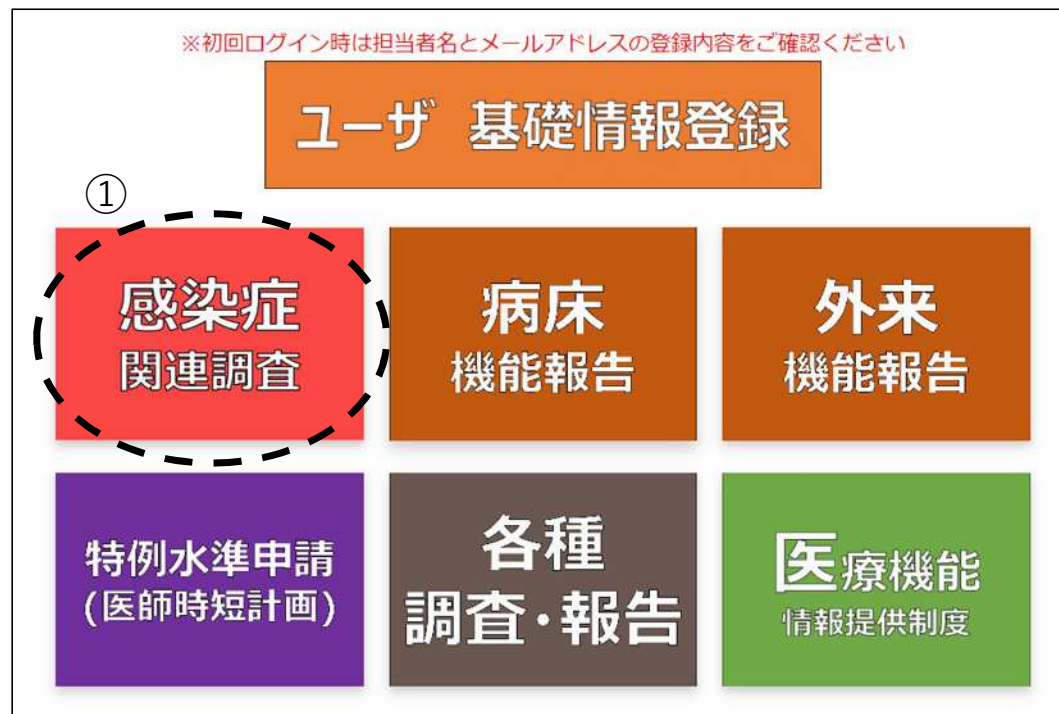 ※初回ログイン時は担当者名とメールアドレスの登録内容をご確認ください
ユーザ 基礎情報登録
①
感染症
関連調査
病床
機能報告
外来
機能報告
特例水準申請
(医師時短計画)
各種
調査・報告
医療機能
情報提供制度